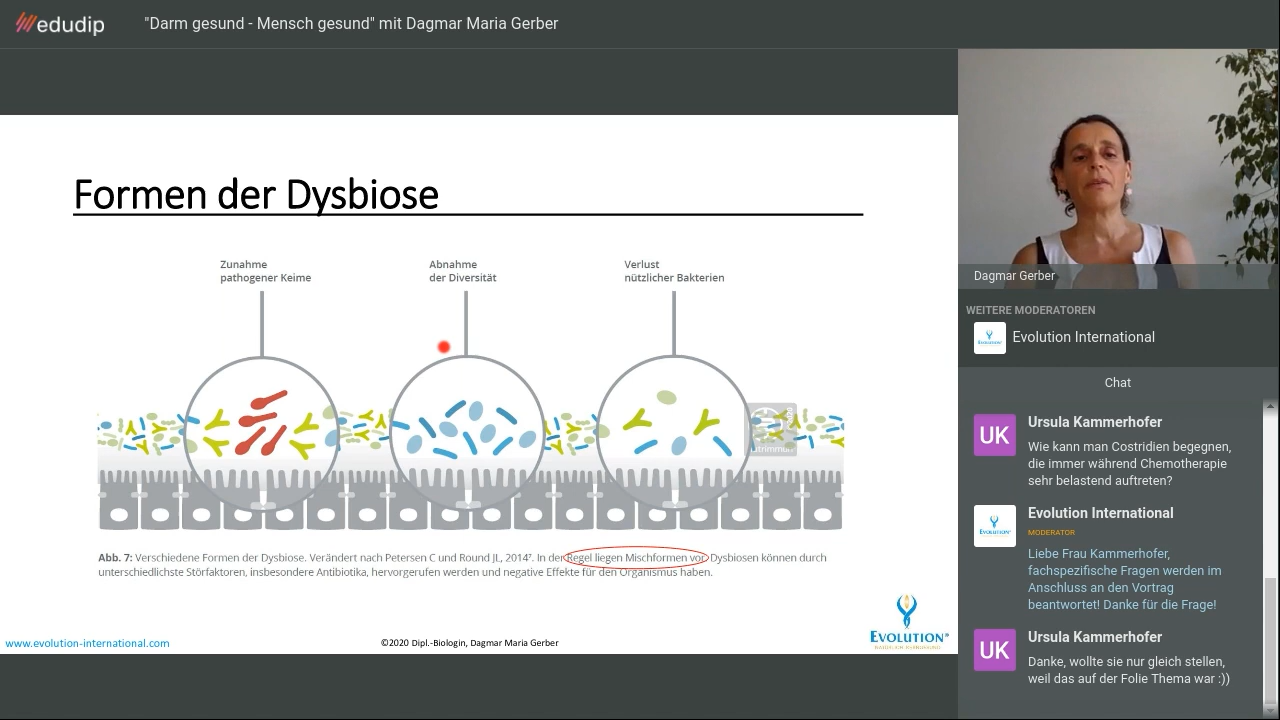 edudip
"Darm gesund - Mensch gesund" mit Dagmar Maria Gerber
Formen der Dysbiose
Zunahme
pathogener Keime
Abnahme
der Diversität
Verlust
nützlicher Bakterien
Abb. 7: Verschiedene Formen der Dysbiose. Verändert nach Petersen C und Round JL, 2014⁷. In der Regel liegen Mischformen vor. Dysbiosen können durch
unterschiedlichste Störfaktoren, insbesondere Antibiotika, hervorgerufen werden und negative Effekte für den Organismus haben.
www.evolution-international.com
©2020 Dipl.-Biologin, Dagmar Maria Gerber
EVOLUTION®
Dagmar Gerber
WEITERE MODERATOREN
Evolution International
Chat
UK
Ursula Kammerhofer
Wie kann man Costridien begegnen,
die immer während Chemotherapie
sehr belastend auftreten?
Evolution International
MODERATOR
Liebe Frau Kammerhofer,
fachspezifische Fragen werden im
Anschluss an den Vortrag
beantwortet! Danke für die Frage!
UK
Ursula Kammerhofer
Danke, wollte sie nur gleich stellen,
weil das auf der Folie Thema war :))